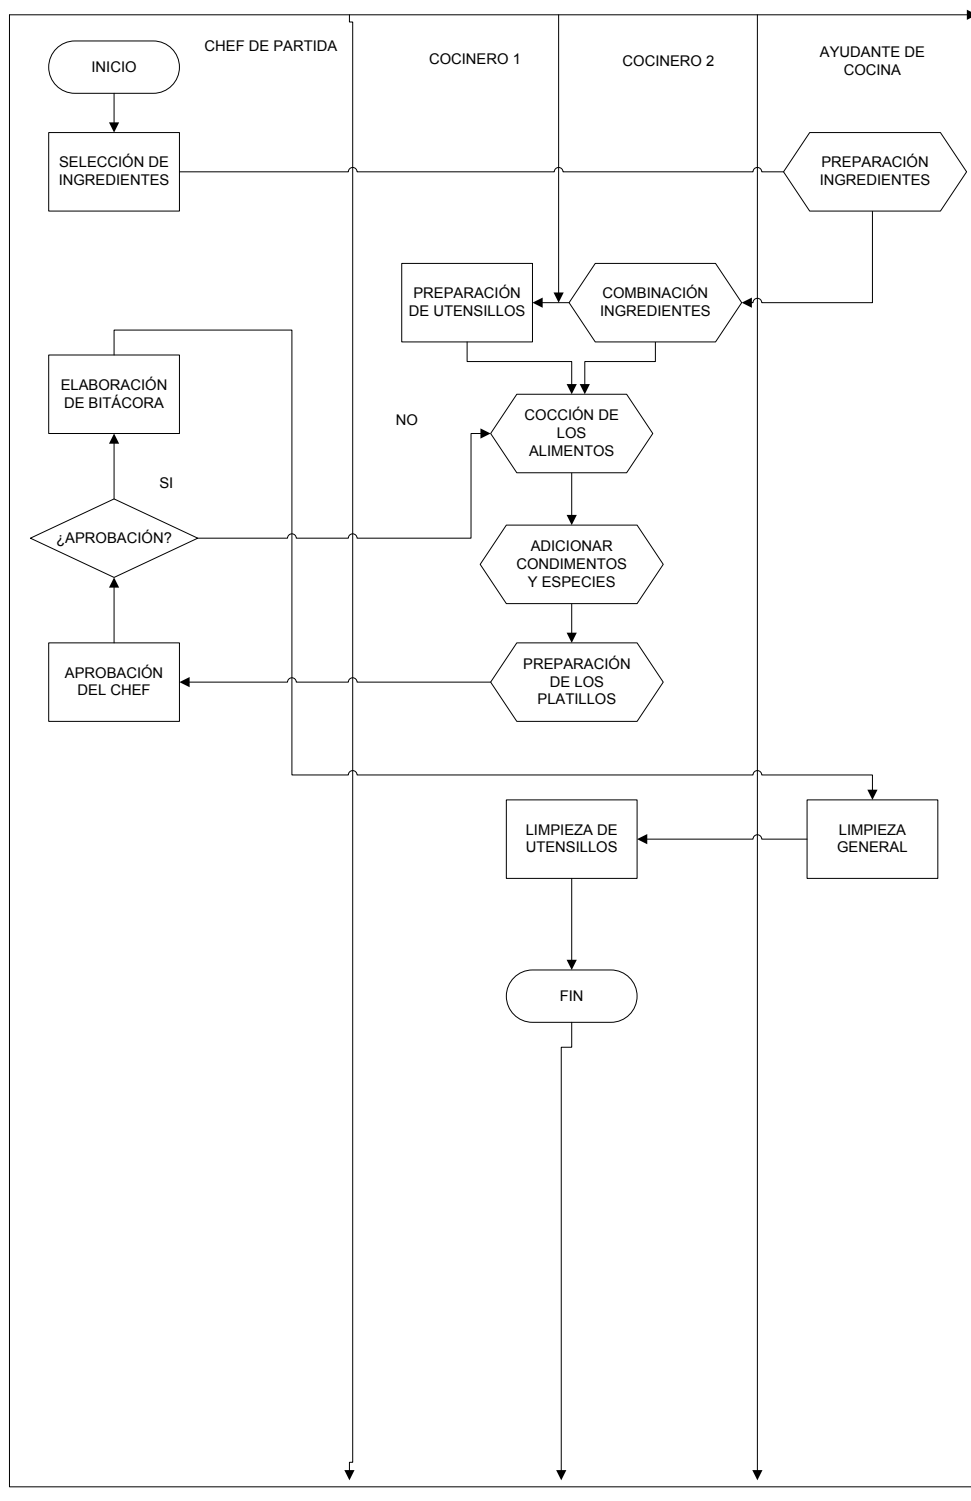 CHEF DE PARTIDA
COCINERO 1
COCINERO 2
AYUDANTE DE
COCINA
INICIO
SELECCIÓN DE
INGREDIENTES
PREPARACIÓN
INGREDIENTES
PREPARACIÓN
DE UTENSILLOS
COMBINACIÓN
INGREDIENTES
ELABORACIÓN
DE BITÁCORA
NO
COCCIÓN DE
LOS
ALIMENTOS
SI
¿APROBACIÓN?
ADICIONAR
CONDIMENTOS
Y ESPECIES
APROBACIÓN
DEL CHEF
PREPARACIÓN
DE LOS
PLATILLOS
LIMPIEZA DE
UTENSILLOS
LIMPIEZA
GENERAL
FIN